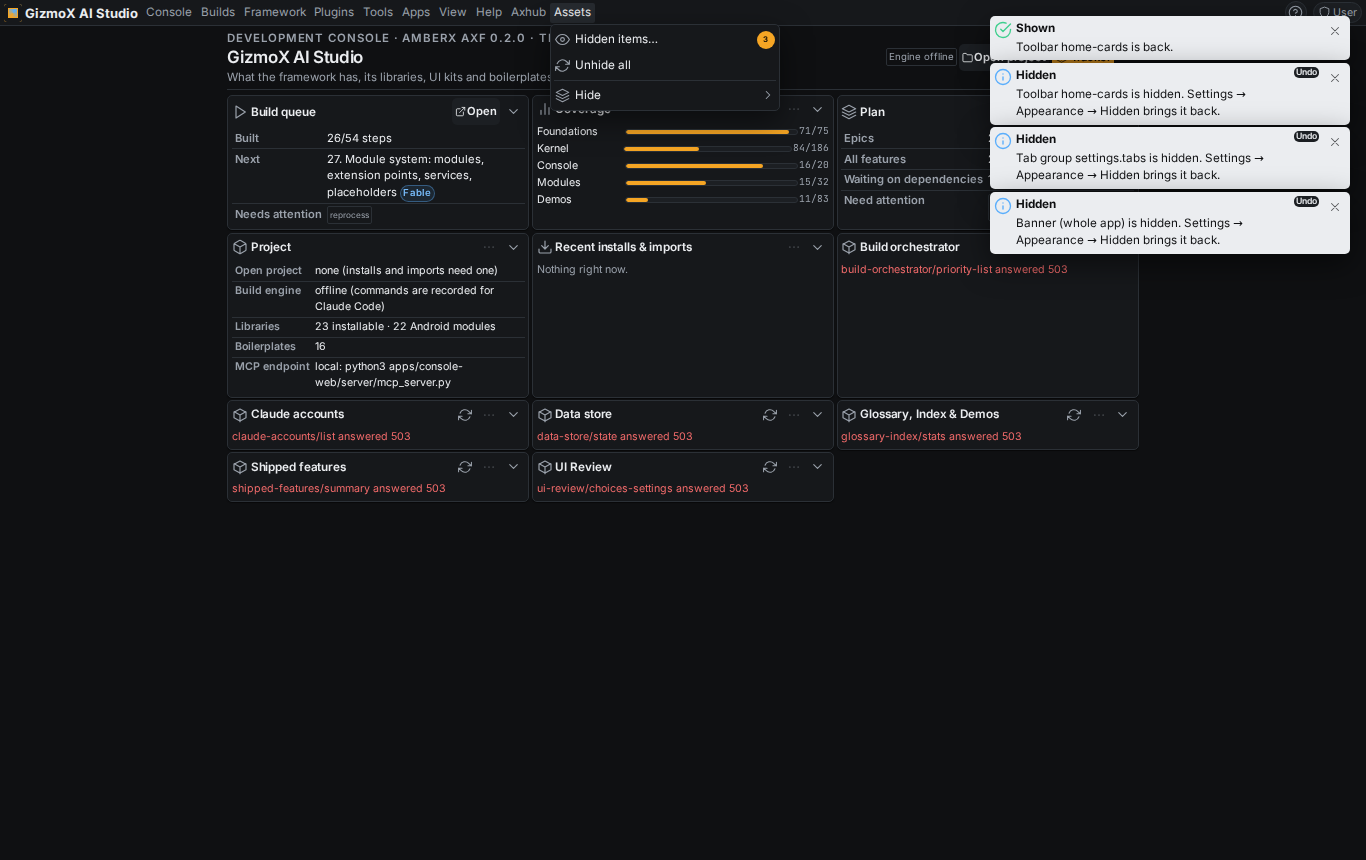 GizmoX AI Studio Console Builds Framework Plugins Tools Apps View Help Axhub Assets User
DEVELOPMENT CONSOLE · AMBERX AXF 0.2.0 ·
GizmoX AI Studio
What the framework has, its libraries, UI kits and boilerplates
Hidden items... 3
Unhide all
Hide
Engine offline
Shown
Toolbar home-cards is back.
Hidden Undo
Toolbar home-cards is hidden. Settings →
Appearance → Hidden brings it back.
Hidden Undo
Tab group settings.tabs is hidden. Settings →
Appearance → Hidden brings it back.
Hidden Undo
Banner (whole app) is hidden. Settings →
Appearance → Hidden brings it back.
Build queue Open
Built 26/54 steps
Next 27. Module system: modules,
extension points, services,
placeholders Fable
Needs attention reprocess
Coverage
Foundations 71/75
Kernel 84/186
Console 16/20
Modules 15/32
Demos 11/83
Plan
Epics
All features
Waiting on dependencies
Need attention
Project
Open project none (installs and imports need one)
Build engine offline (commands are recorded for
Claude Code)
Libraries 23 installable · 22 Android modules
Boilerplates 16
MCP endpoint local: python3 apps/console-
web/server/mcp_server.py
Recent installs & imports
Nothing right now.
Build orchestrator
build-orchestrator/priority-list answered 503
Claude accounts
claude-accounts/list answered 503
Data store
data-store/state answered 503
Glossary, Index & Demos
glossary-index/stats answered 503
Shipped features
shipped-features/summary answered 503
UI Review
ui-review/choices-settings answered 503